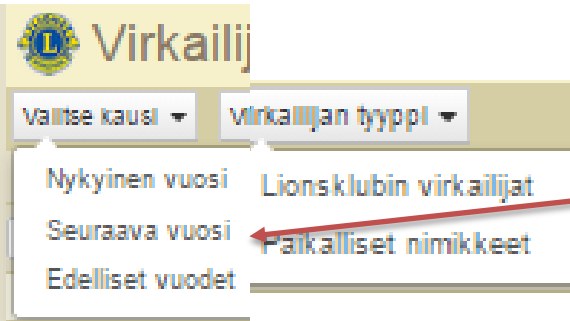 Virkailij
Valitse kausi
Virkailijan tyyppi
Nykyinen vuosi
Seuraava vuosi
Edelliset vuodet
Lionsklubin virkailijat
Paikalliset nimikkeet